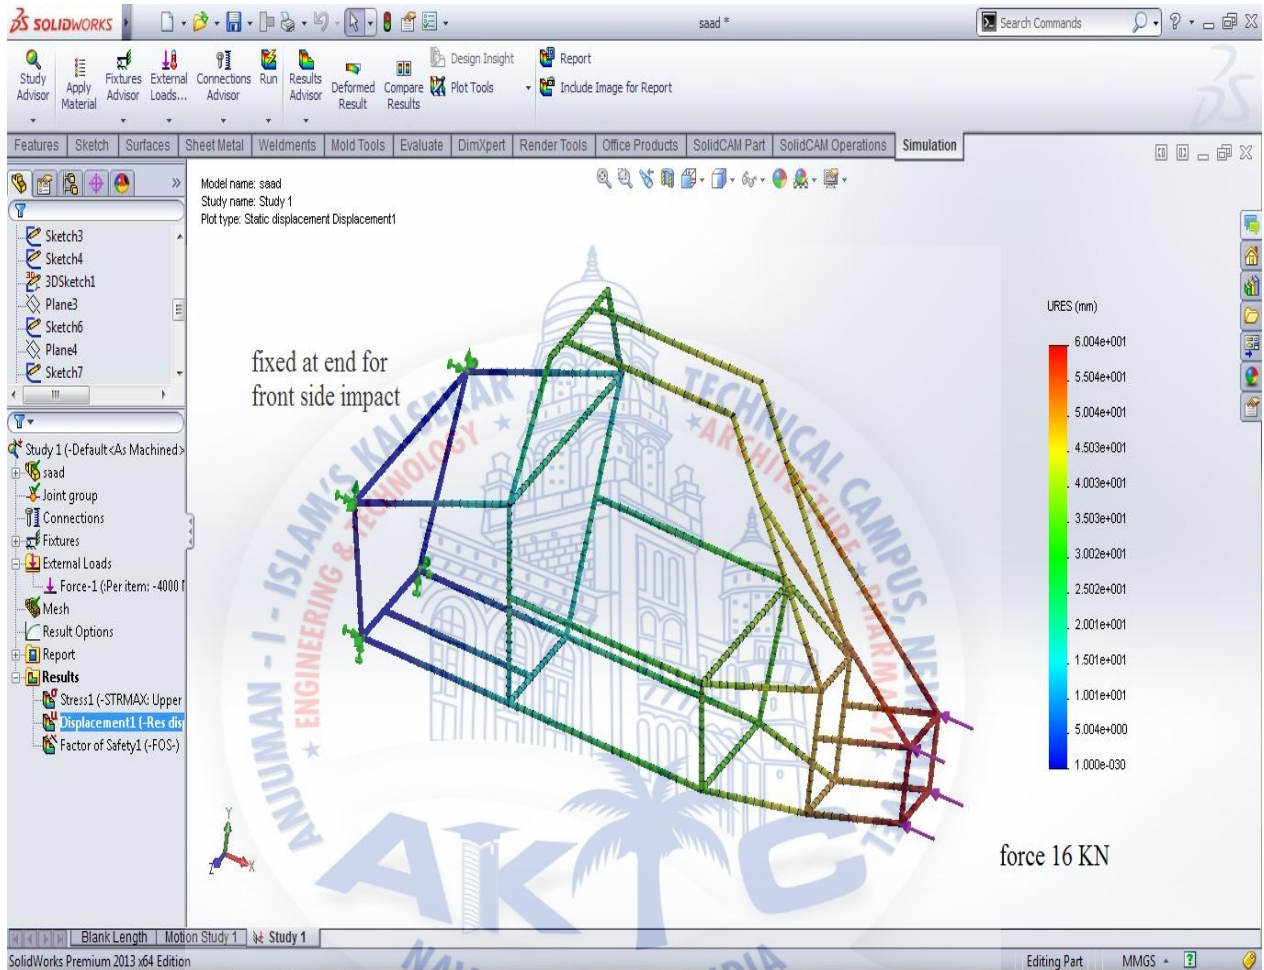 SOLIDWORKS
saad *
Search Commands
Study Advisor
Apply Material
Fixtures Advisor
External Loads...
Connections Advisor
Run
Results Advisor
Deformed Result
Compare Results
Design Insight
Plot Tools
Report
Include Image for Report
Features
Sketch
Surfaces
Sheet Metal
Weldments
Mold Tools
Evaluate
DimXpert
Render Tools
Office Products
SolidCAM Part
SolidCAM Operations
Simulation
Sketch3
Sketch4
3DSketch1
Plane3
Sketch6
Plane4
Sketch7
Study 1 (-Default<As Machined>
saad
Joint group
Connections
Fixtures
External Loads
Force-1 (:Per item: -4000
Mesh
Result Options
Report
Results
Stress1 (-STRMAX: Upper
Displacement1 (-Res dis
Factor of Safety1 (-FOS-)
Model name: saad
Study name: Study 1
Plot type: Static displacement Displacement1
fixed at end for
front side impact
URES (mm)
6.004e+001
5.504e+001
5.004e+001
4.503e+001
4.003e+001
3.503e+001
3.002e+001
2.502e+001
2.001e+001
1.501e+001
1.001e+001
5.004e+000
1.000e-030
force 16 KN
ANJUMAN - I - ISLAM'S KALSEKAR TECHNICAL CAMPUS, NEW PANVEL
ENGINEERING & TECHNOLOGY
ARCHITECTURE
PHARMACY
AKTC
Y
X
Z
Blank Length
Motion Study 1
Study 1
SolidWorks Premium 2013 x64 Edition
Editing Part
MMGS